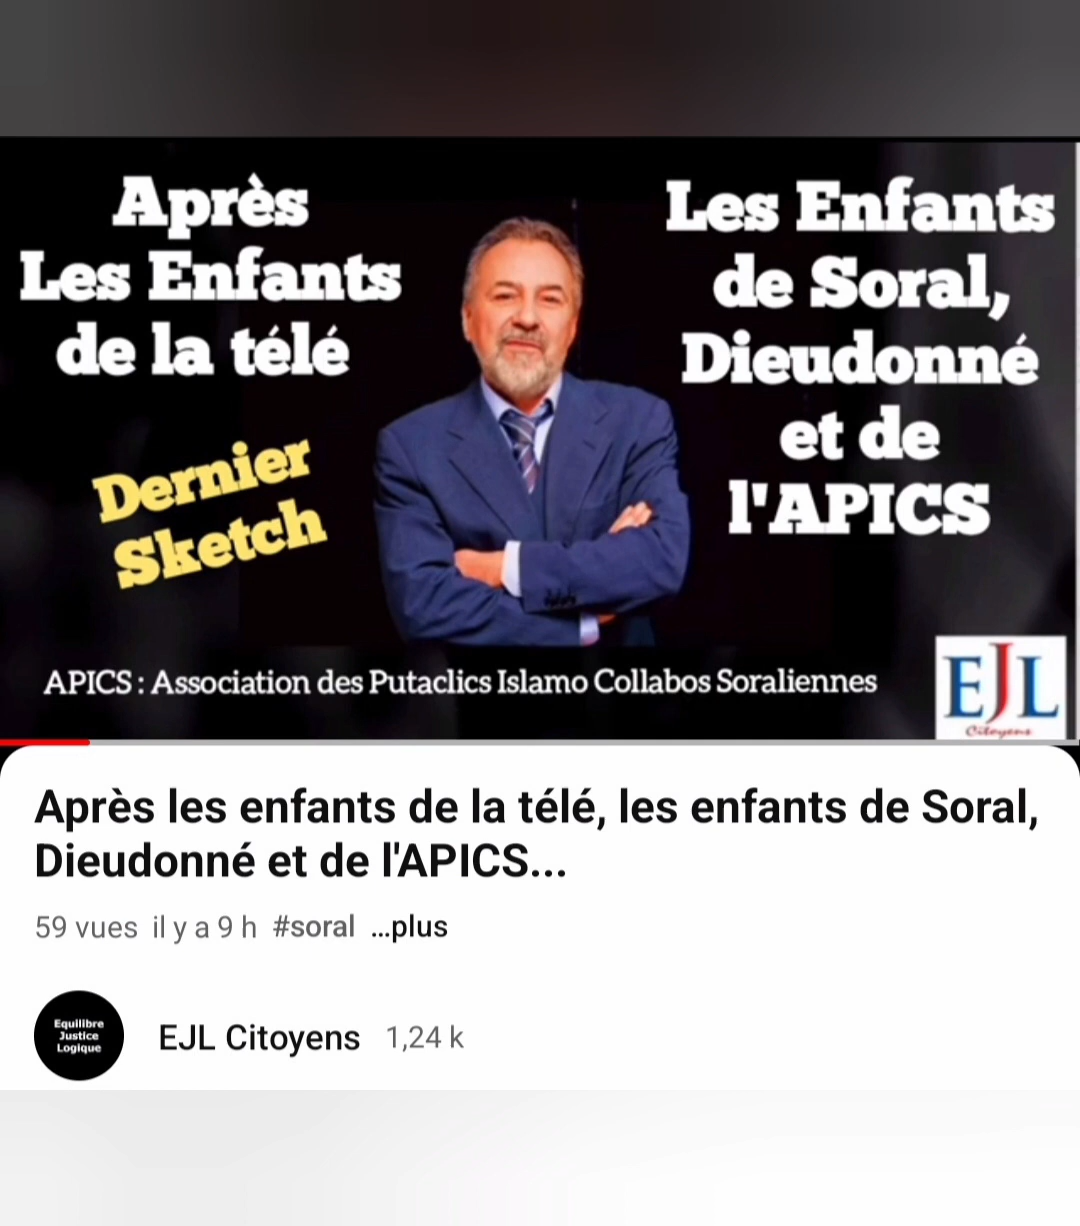 Après
Les Enfants
de la télé
Dernier
Sketch
Les Enfants
de Soral,
Dieudonné
et de
l'APICS
APICS : Association des Putaclics Islamo Collabos Soraliennes
EJL
Citoyens
Après les enfants de la télé, les enfants de Soral,
Dieudonné et de l'APICS...
59 vues il y a 9 h #soral ...plus
Equilibre
Justice
Logique
EJL Citoyens 1,24 k